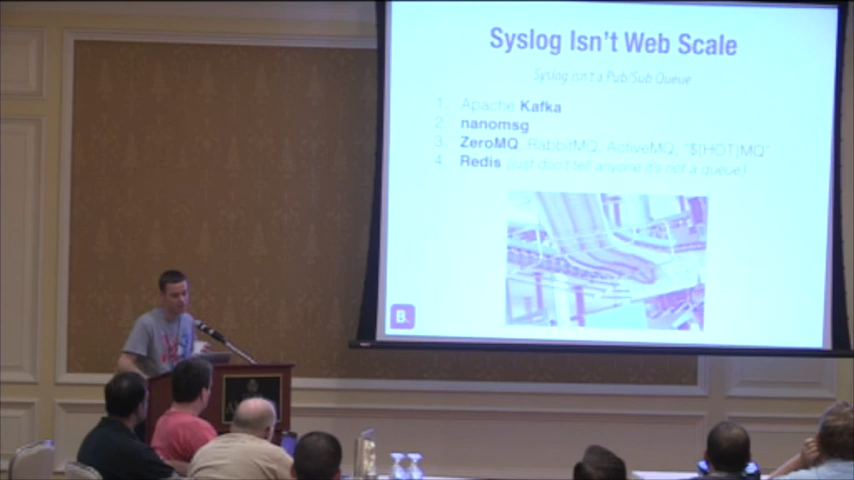 Syslog Isn't Web Scale
Syslog isn't a Pub/Sub Queue
1. Apache Kafka
2. nanomsg
3. ZeroMQ, RabbitMQ, ActiveMQ, "${HOT}MQ"
4. Redis (just don't tell anyone it's not a queue)
B.